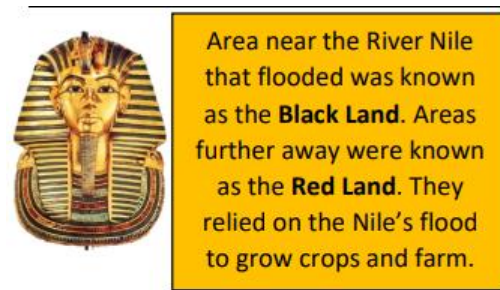 Area near the River Nile
that flooded was known
as the Black Land. Areas
further away were known
as the Red Land. They
relied on the Nile’s flood
to grow crops and farm.